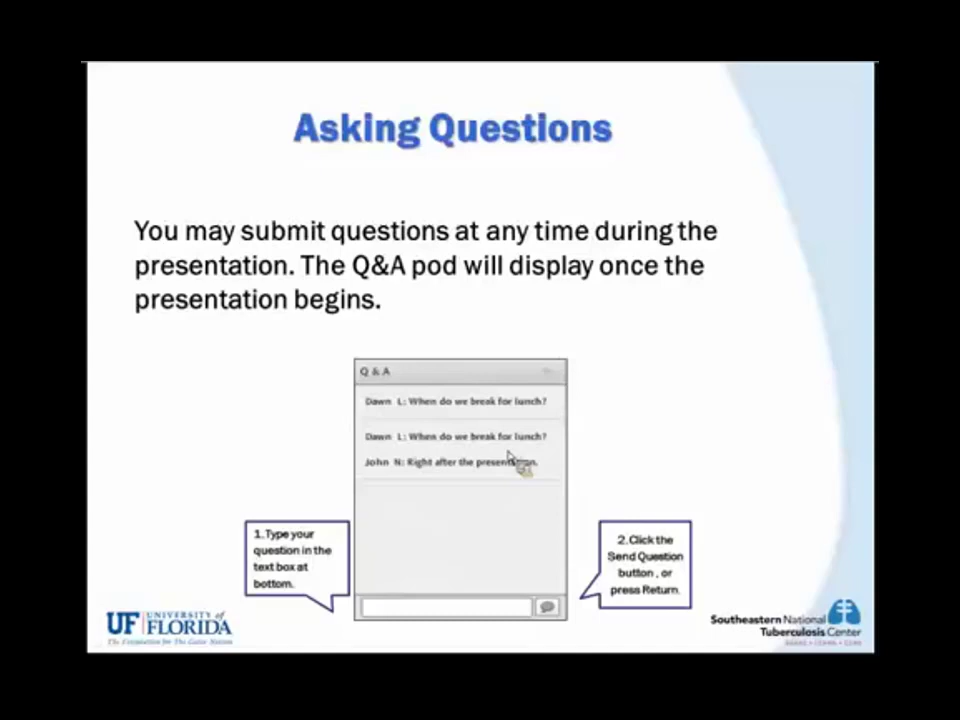 Asking Questions
You may submit questions at any time during the
presentation. The Q&A pod will display once the
presentation begins.
Q & A
Dawn L: When do we break for lunch?
Dawn L: When do we break for lunch?
John N: Right after the presentation.
1.Type your
question in the
text box at
bottom.
2.Click the
Send Question
button , or
press Return.
UF UNIVERSITY of
FLORIDA
The Foundation for The Gator Nation
Southeastern National
Tuberculosis Center